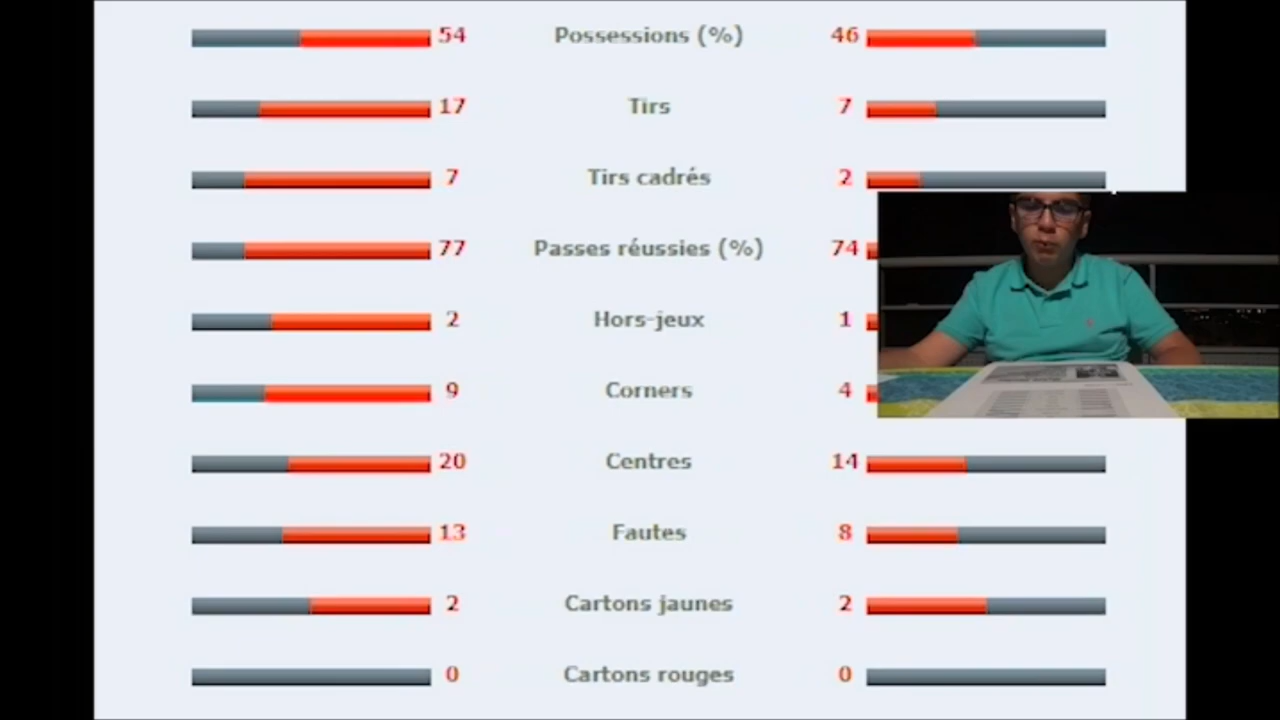 54 Possessions (%) 46
17 Tirs 7
7 Tirs cadrés 2
77 Passes réussies (%) 74
2 Hors-jeux 1
9 Corners 4
20 Centres 14
13 Fautes 8
2 Cartons jaunes 2
0 Cartons rouges 0